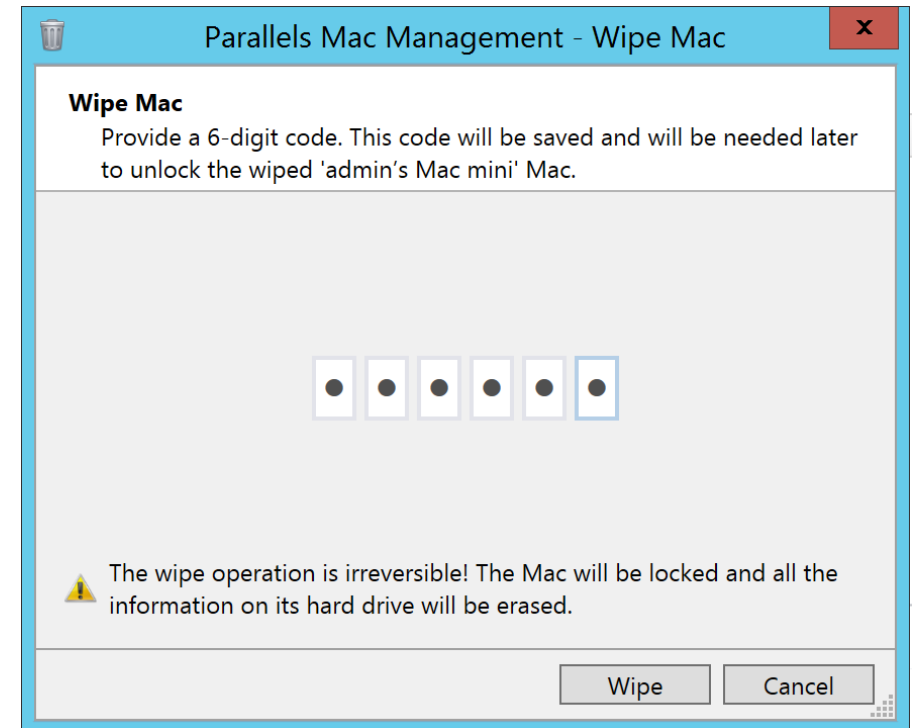 Parallels Mac Management - Wipe Mac
x
Wipe Mac
Provide a 6-digit code. This code will be saved and will be needed later
to unlock the wiped 'admin’s Mac mini' Mac.
The wipe operation is irreversible! The Mac will be locked and all the
information on its hard drive will be erased.
Wipe
Cancel